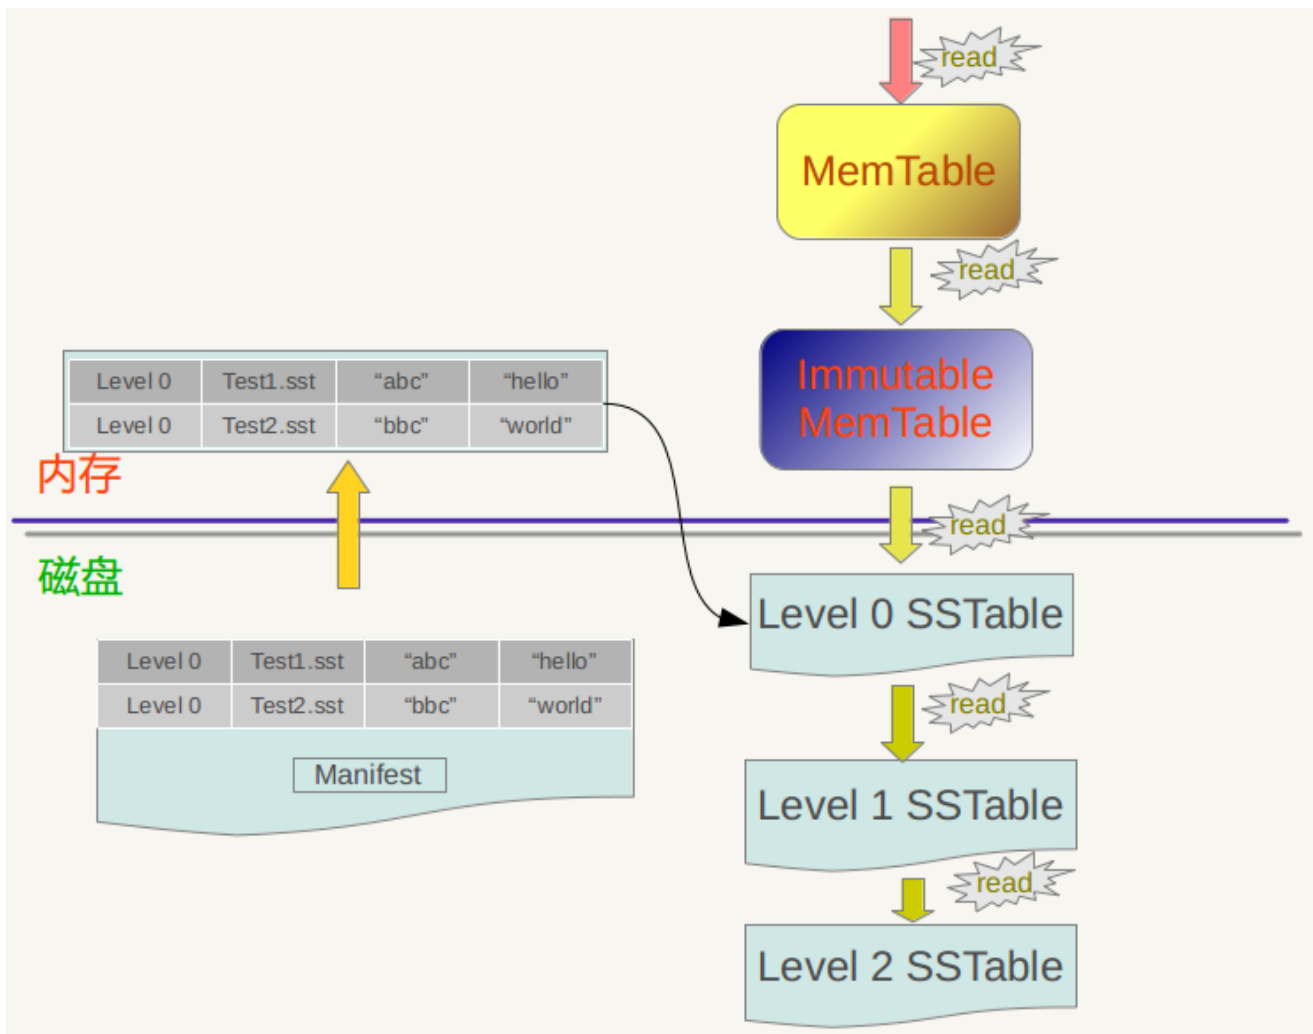 read
MemTable
read
Immutable
MemTable
Level 0 Test1.sst “abc” “hello”
Level 0 Test2.sst “bbc” “world”
内存
read
磁盘
Level 0 SSTable
Level 0 Test1.sst “abc” “hello”
Level 0 Test2.sst “bbc” “world”
Manifest
read
Level 1 SSTable
read
Level 2 SSTable